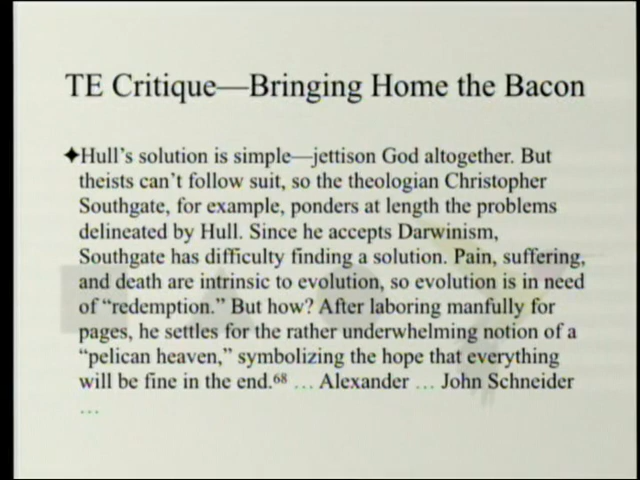 TE Critique—Bringing Home the Bacon
✦Hull's solution is simple—jettison God altogether. But
theists can't follow suit, so the theologian Christopher
Southgate, for example, ponders at length the problems
delineated by Hull. Since he accepts Darwinism,
Southgate has difficulty finding a solution. Pain, suffering,
and death are intrinsic to evolution, so evolution is in need
of “redemption.” But how? After laboring manfully for
pages, he settles for the rather underwhelming notion of a
“pelican heaven,” symbolizing the hope that everything
will be fine in the end.⁶⁸ … Alexander … John Schneider
…